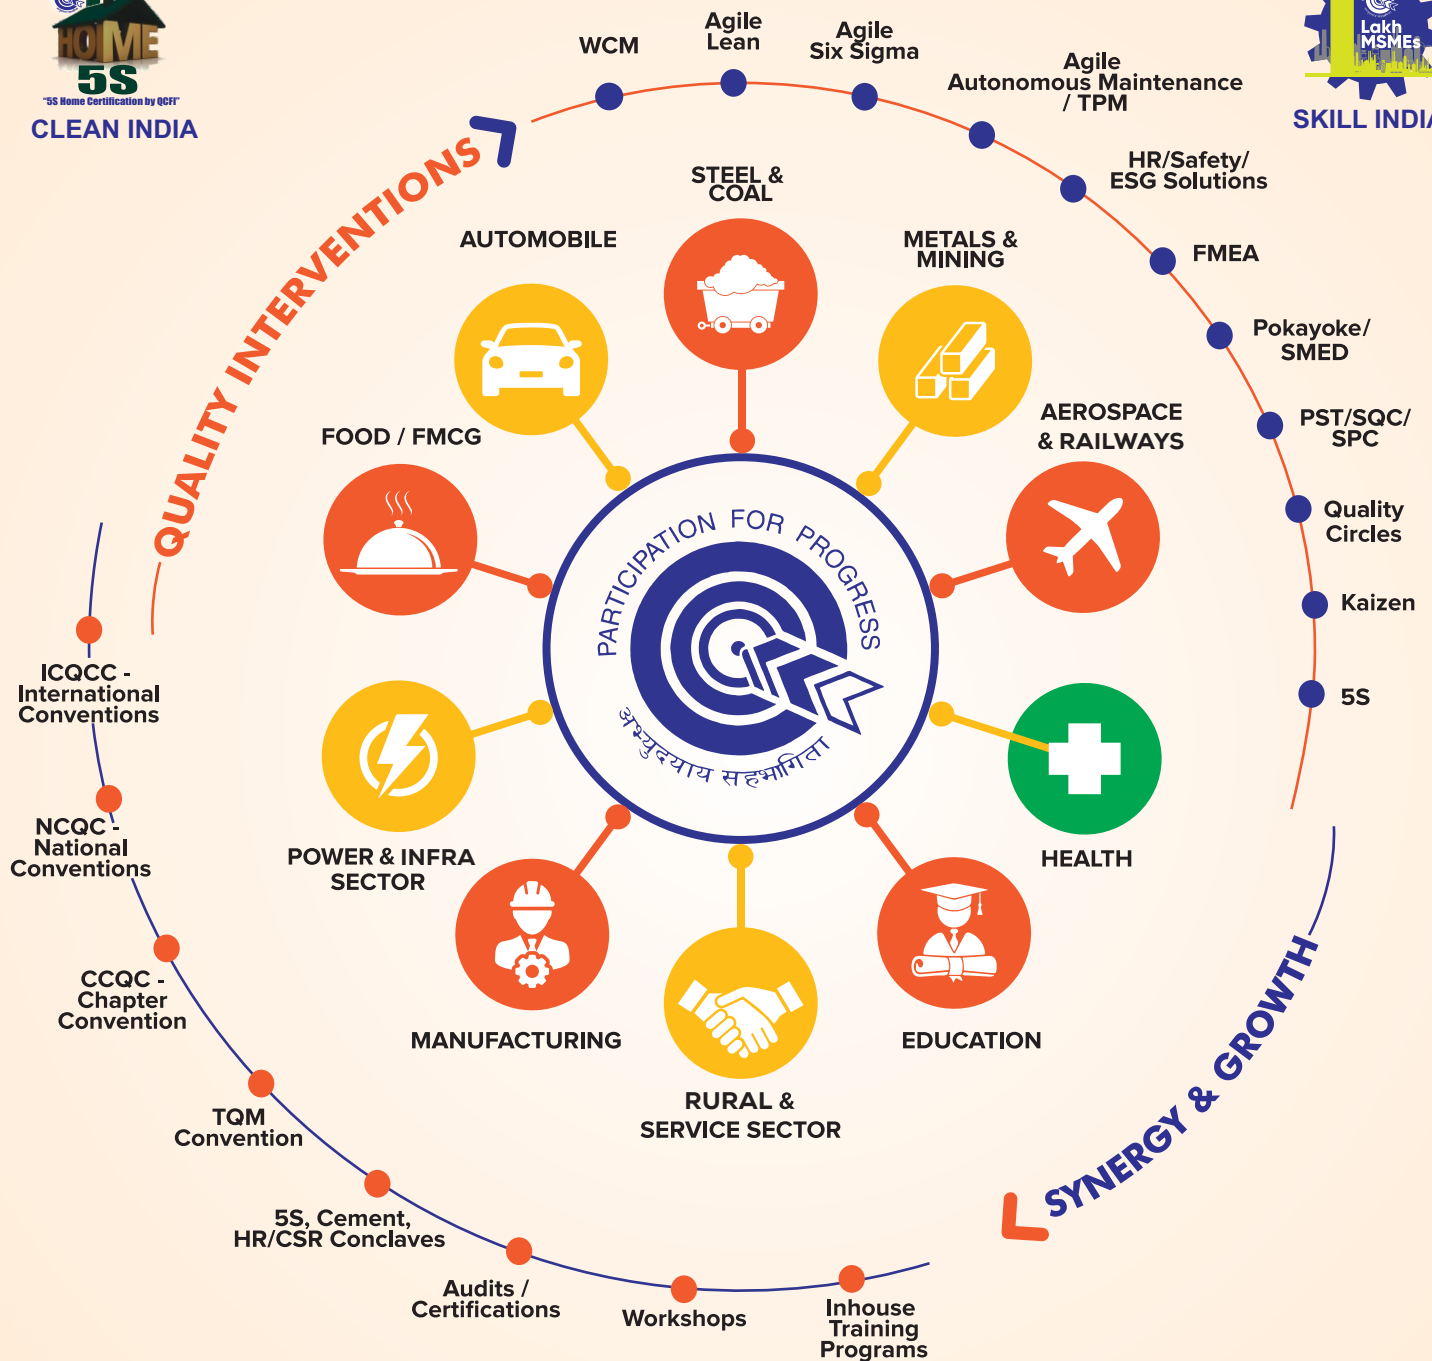 HOME
5S
"5S Home Certification by QCFI"
CLEAN INDIA
Lakh
MSMEs
SKILL INDIA
QUALITY INTERVENTIONS
WCM
Agile
Lean
Agile
Six Sigma
Agile
Autonomous Maintenance
/ TPM
HR/Safety/
ESG Solutions
FMEA
Pokayoke/
SMED
PST/SQC/
SPC
Quality
Circles
Kaizen
5S
STEEL &
COAL
AUTOMOBILE
METALS &
MINING
FOOD / FMCG
AEROSPACE
& RAILWAYS
PARTICIPATION FOR PROGRESS
अभ्युदयाय सहभागिता
POWER & INFRA
SECTOR
HEALTH
MANUFACTURING
EDUCATION
RURAL &
SERVICE SECTOR
SYNERGY & GROWTH
ICQCC -
International
Conventions
NCQC -
National
Conventions
CCQC -
Chapter
Convention
TQM
Convention
5S, Cement,
HR/CSR Conclaves
Audits /
Certifications
Workshops
Inhouse
Training
Programs